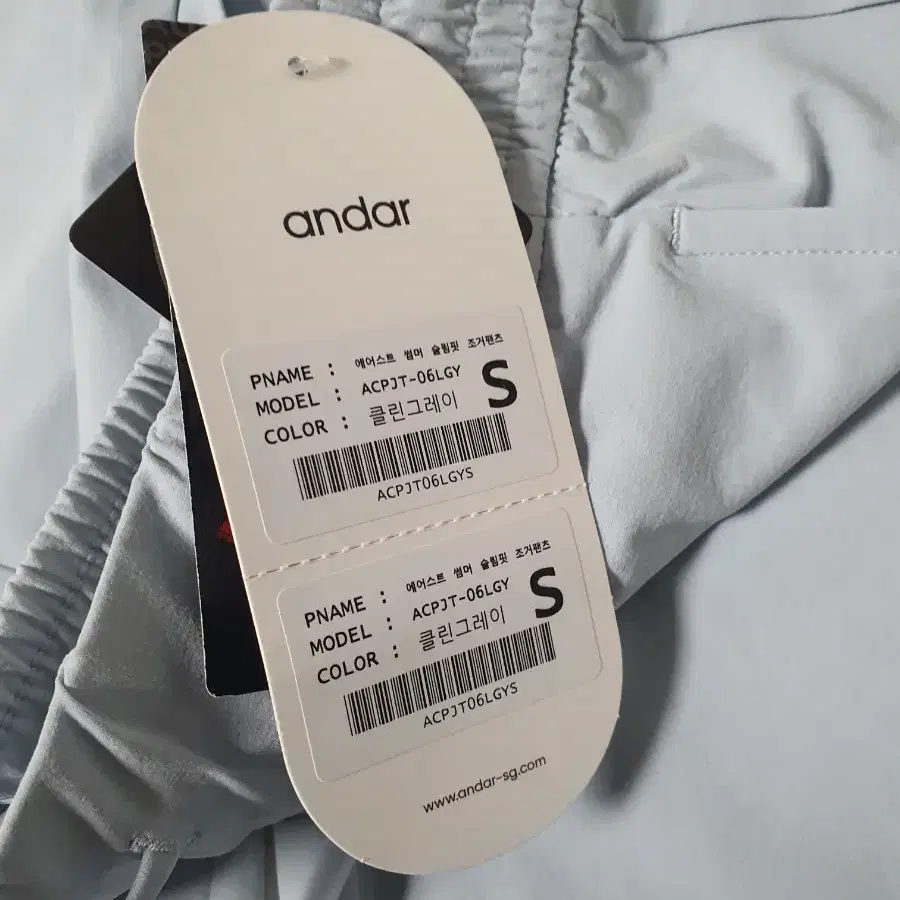 andar
PNAME : 에어스트 썸머 슬림핏 조거팬츠
MODEL : ACPJT-06LGY
S
COLOR : 클린그레이
ACPJT06LGYS
PNAME : 에어스트 썸머 슬림핏 조거팬츠
MODEL : ACPJT-06LGY
S
COLOR : 클린그레이
ACPJT06LGYS
www.andar-sg.com